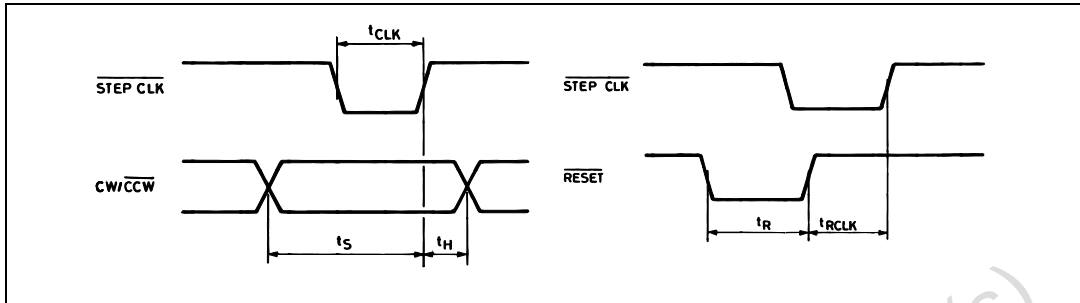 tCLK
STEP CLK
CW/CCW
tS
tH
STEP CLK
RESET
tR
tRCLK